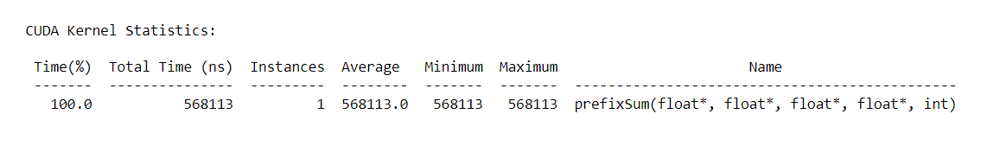 CUDA Kernel Statistics:
Time(%) Total Time (ns) Instances Average Minimum Maximum Name
------- --------------- --------- -------- ------- ------- ----------------------------------------------
100.0 568113 1 568113.0 568113 568113 prefixSum(float*, float*, float*, float*, int)